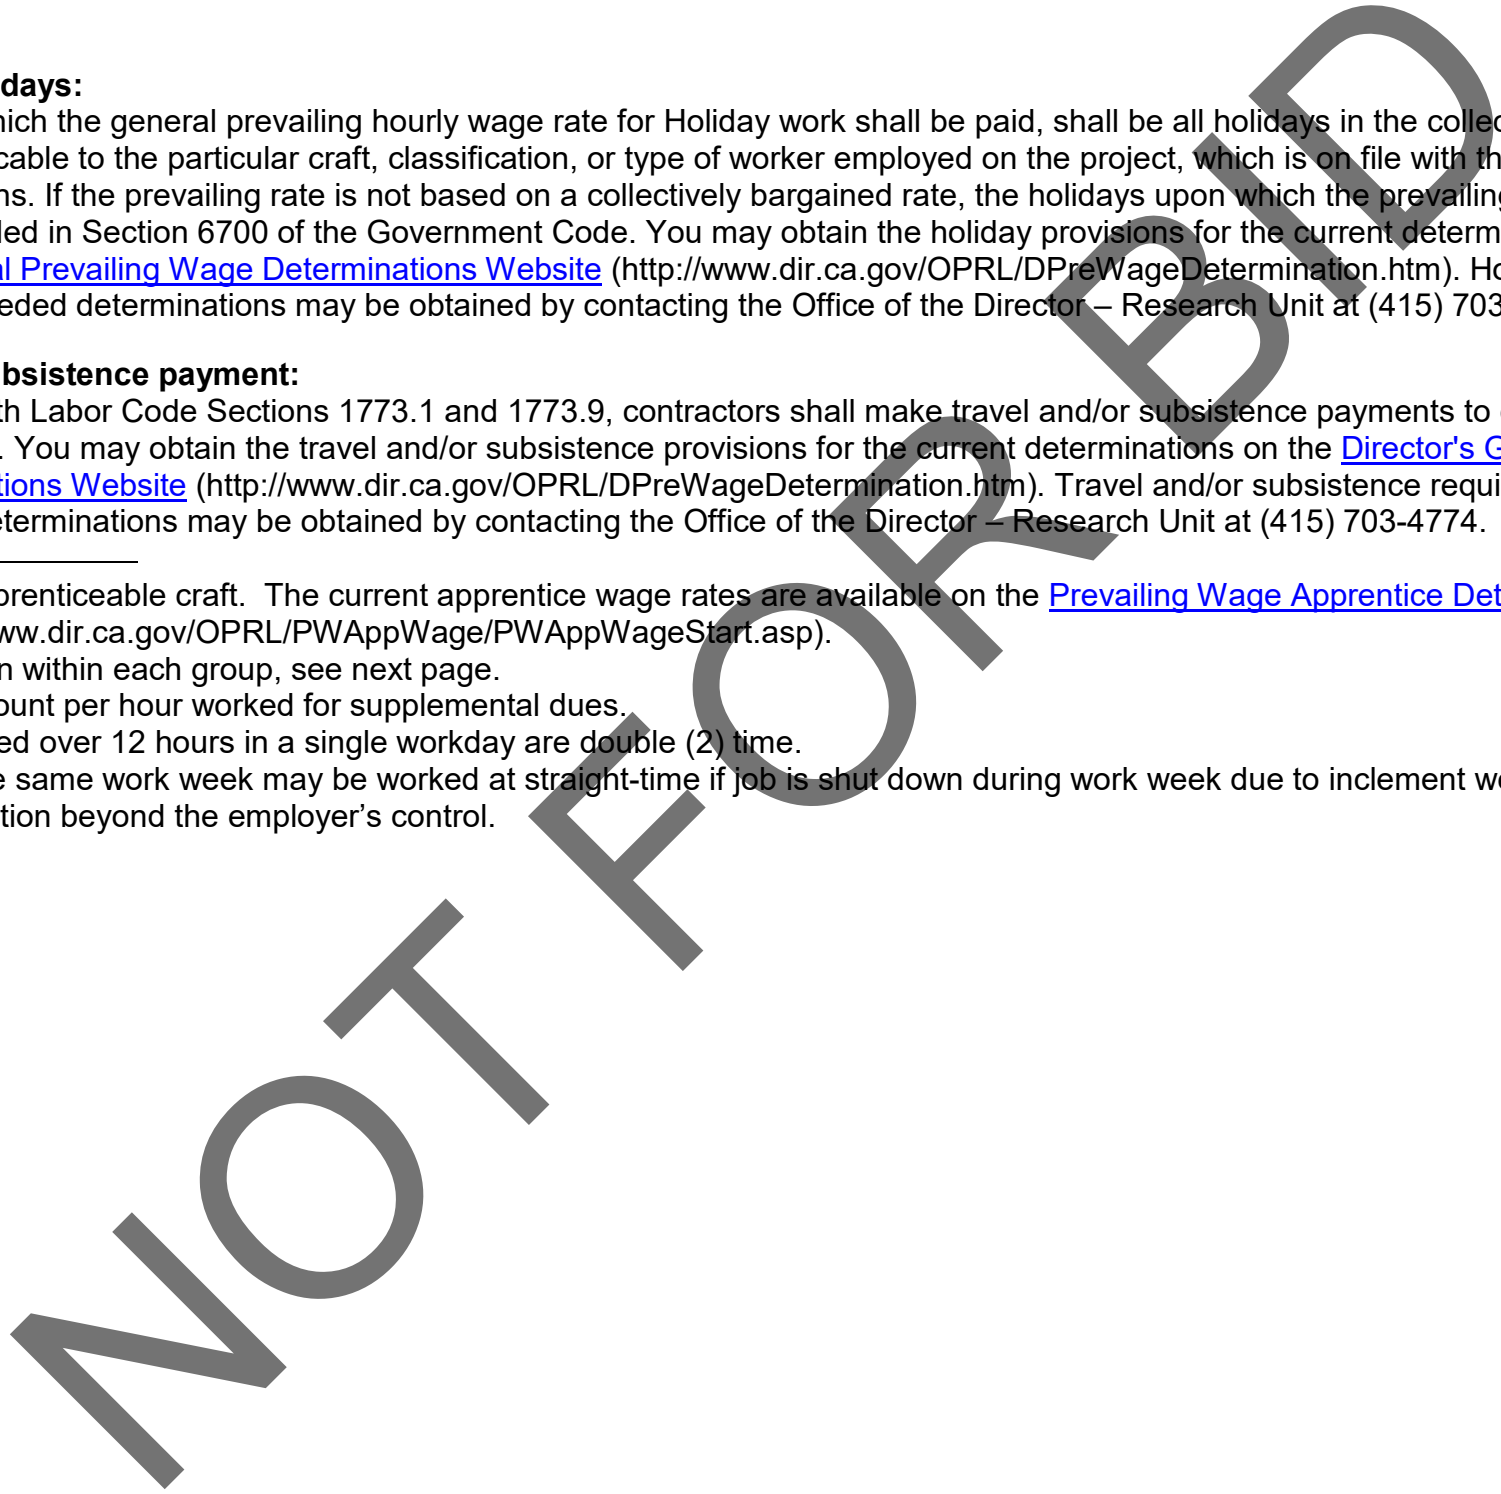 days:
ich the general prevailing hourly wage rate for Holiday work shall be paid, shall be all holidays in the collec
cable to the particular craft, classification, or type of worker employed on the project, which is on file with th
ns. If the prevailing rate is not based on a collectively bargained rate, the holidays upon which the prevailing
ed in Section 6700 of the Government Code. You may obtain the holiday provisions for the current determ
l Prevailing Wage Determinations Website (http://www.dir.ca.gov/OPRL/DPreWageDetermination.htm). Ho
eded determinations may be obtained by contacting the Office of the Director – Research Unit at (415) 703
bsistence payment:
th Labor Code Sections 1773.1 and 1773.9, contractors shall make travel and/or subsistence payments to
. You may obtain the travel and/or subsistence provisions for the current determinations on the Director's G
tions Website (http://www.dir.ca.gov/OPRL/DPreWageDetermination.htm). Travel and/or subsistence requi
eterminations may be obtained by contacting the Office of the Director – Research Unit at (415) 703-4774.
prenticeable craft.  The current apprentice wage rates are available on the Prevailing Wage Apprentice Det
ww.dir.ca.gov/OPRL/PWAppWage/PWAppWageStart.asp).
n within each group, see next page.
ount per hour worked for supplemental dues.
ed over 12 hours in a single workday are double (2) time.
e same work week may be worked at straight-time if job is shut down during work week due to inclement we
tion beyond the employer’s control.
NOT FOR BID